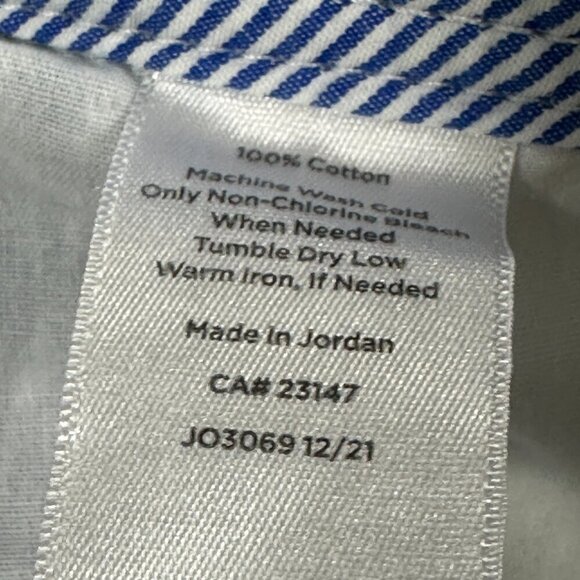 100% Cotton
Machine Wash Cold
Only Non-Chlorine Bleach
When Needed
Tumble Dry Low
Warm Iron, If Needed
Made in Jordan
CA# 23147
JO3069 12/21